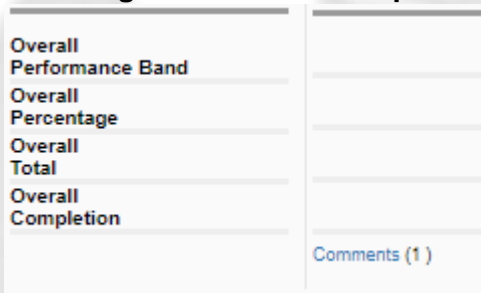 Overall
Performance Band
Overall
Percentage
Overall
Total
Overall
Completion
Comments (1 )